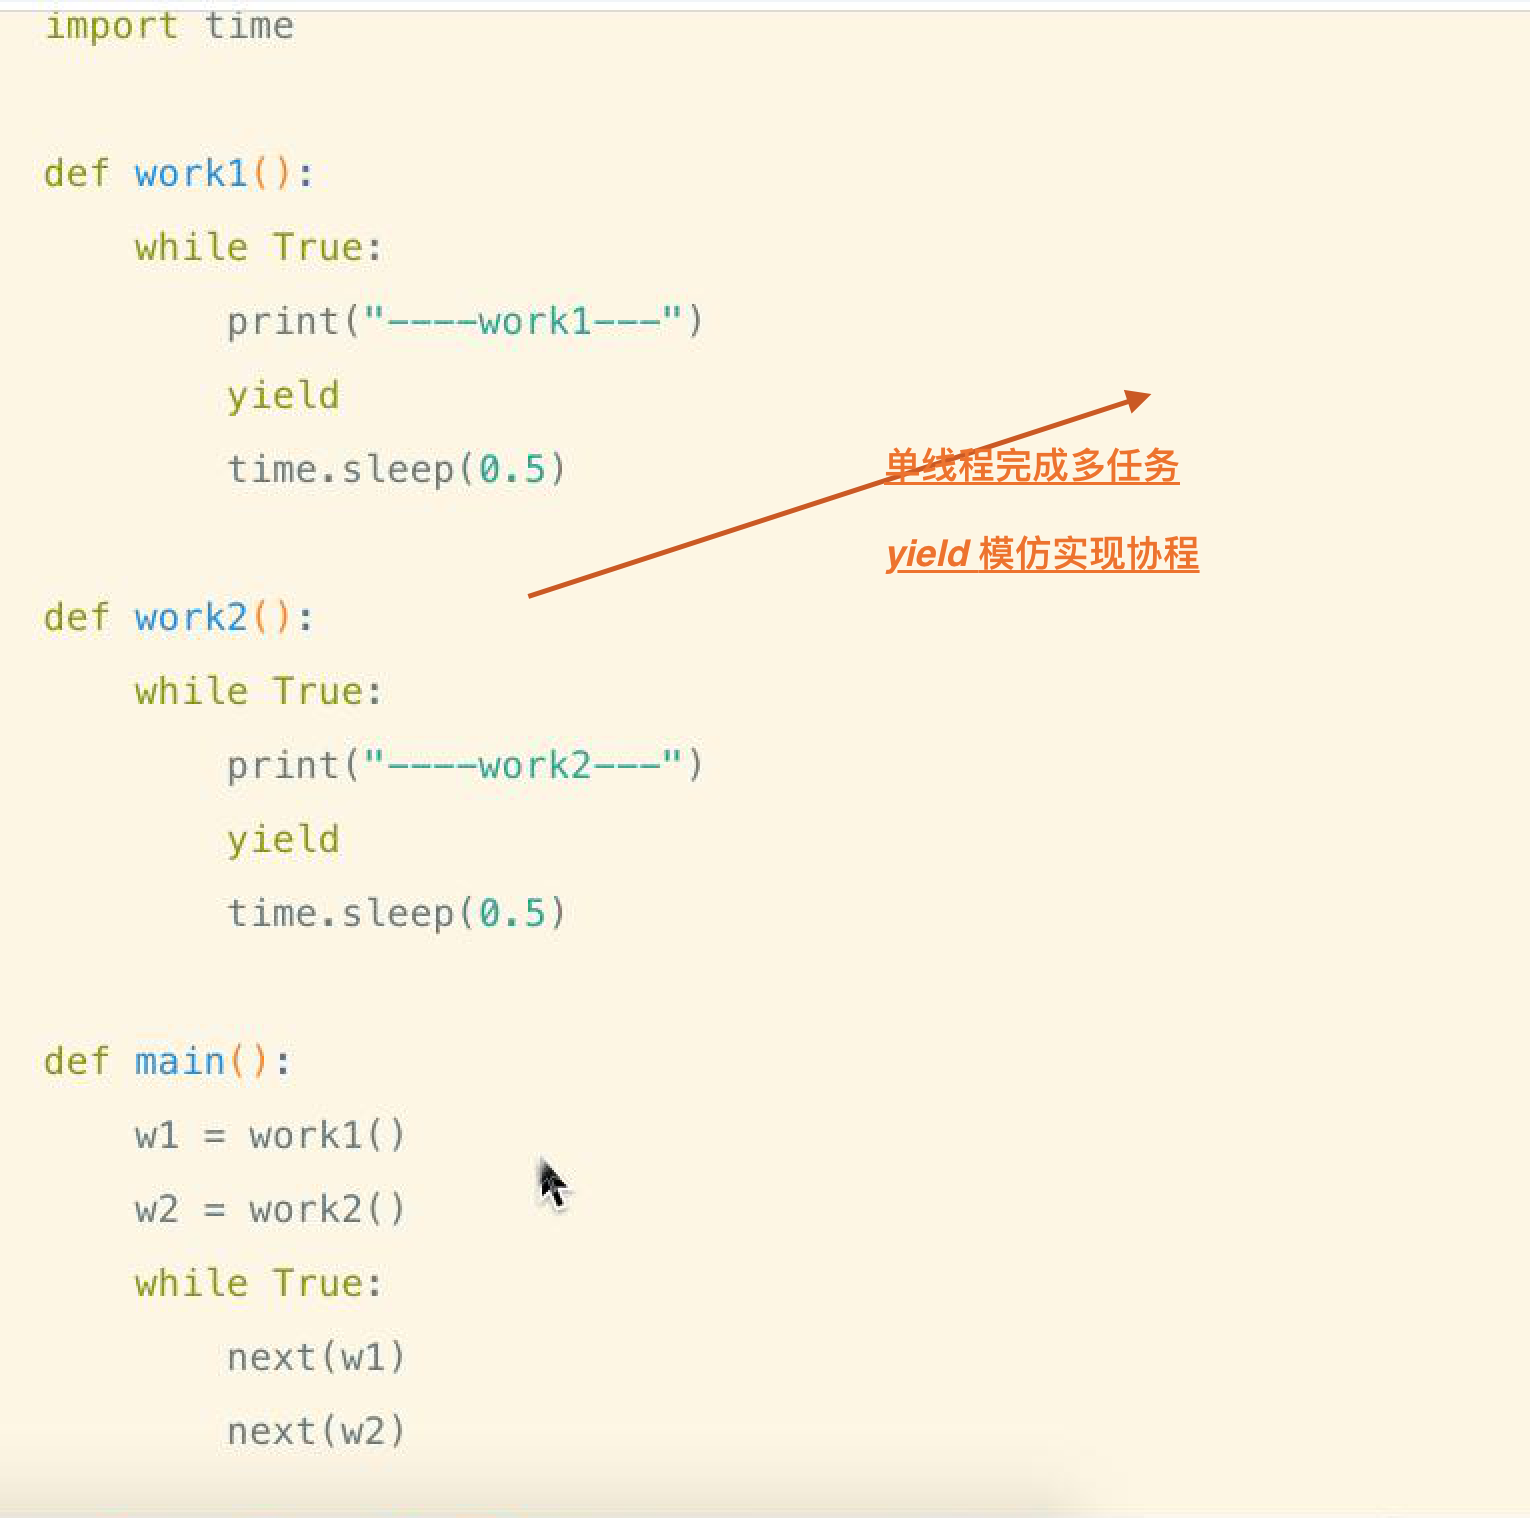 import time
def work1():
while True:
print("----work1---")
yield
time.sleep(0.5)
单线程完成多任务
yield 模仿实现协程
def work2():
while True:
print("----work2---")
yield
time.sleep(0.5)
def main():
w1 = work1()
w2 = work2()
while True:
next(w1)
next(w2)